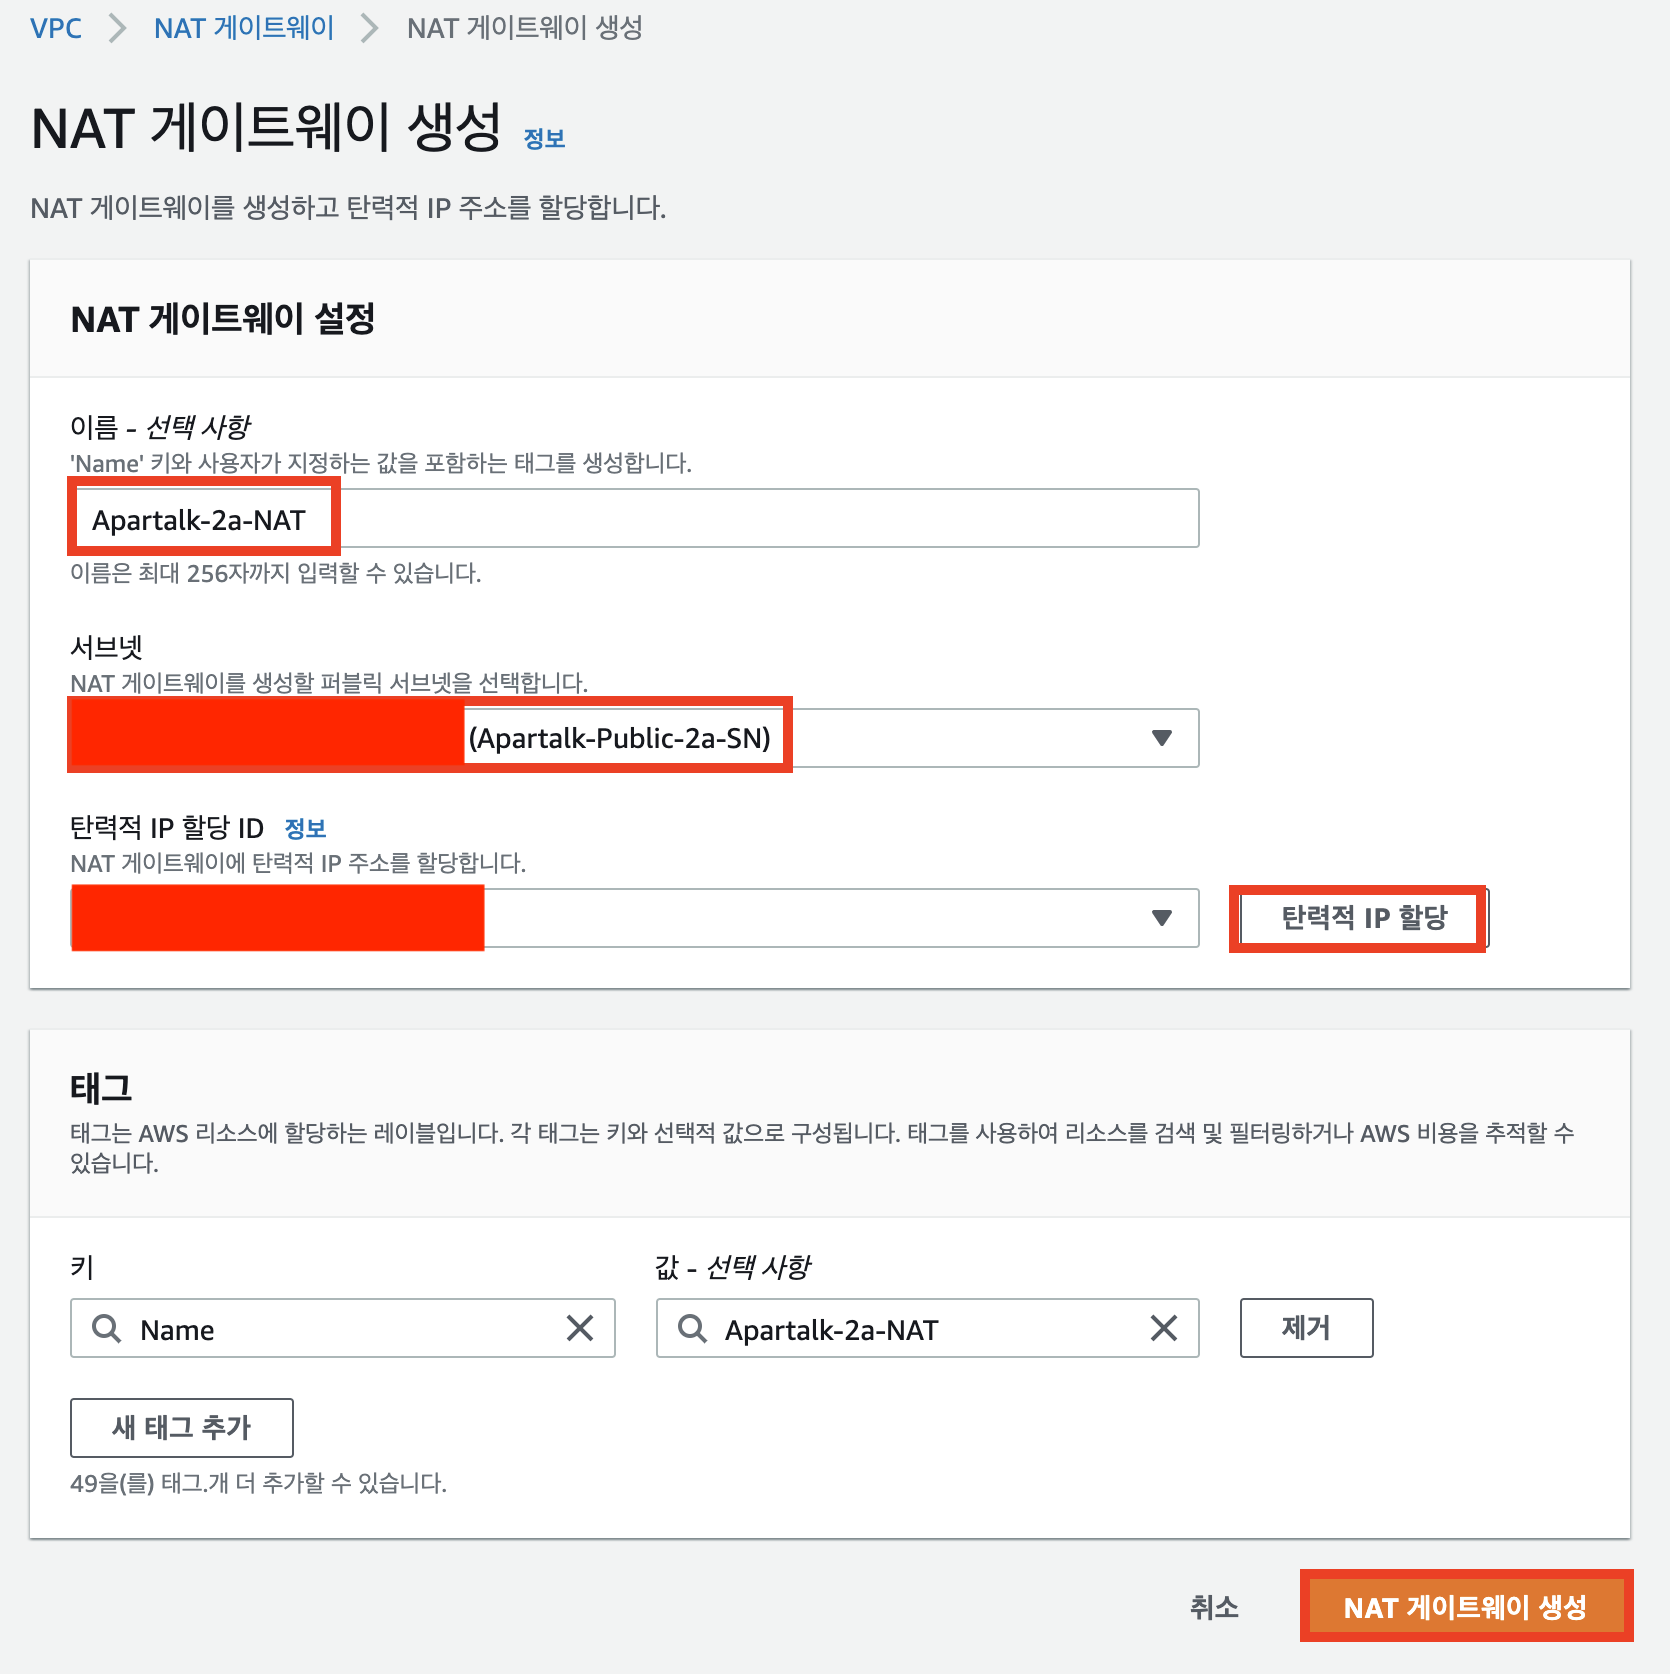 VPC > NAT 게이트웨이 > NAT 게이트웨이 생성
NAT 게이트웨이 생성 정보
NAT 게이트웨이를 생성하고 탄력적 IP 주소를 할당합니다.
NAT 게이트웨이 설정
이름 - 선택 사항
'Name' 키와 사용자가 지정하는 값을 포함하는 태그를 생성합니다.
Apartalk-2a-NAT
이름은 최대 256자까지 입력할 수 있습니다.
서브넷
NAT 게이트웨이를 생성할 퍼블릭 서브넷을 선택합니다.
(Apartalk-Public-2a-SN)
탄력적 IP 할당 ID 정보
NAT 게이트웨이에 탄력적 IP 주소를 할당합니다.
탄력적 IP 할당
태그
태그는 AWS 리소스에 할당하는 레이블입니다. 각 태그는 키와 선택적 값으로 구성됩니다. 태그를 사용하여 리소스를 검색 및 필터링하거나 AWS 비용을 추적할 수
있습니다.
키
값 - 선택 사항
Name
Apartalk-2a-NAT
제거
새 태그 추가
49을(를) 태그.개 더 추가할 수 있습니다.
취소
NAT 게이트웨이 생성